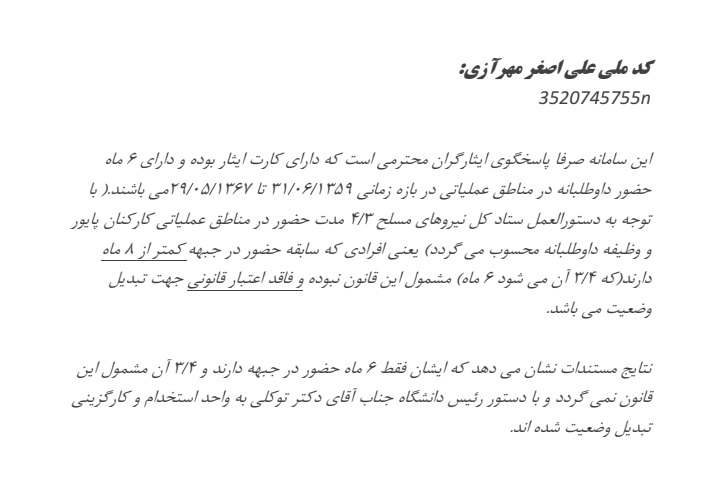 کد ملی علی اصغر مهرآزی:
3520745755n
این سامانه صرفا پاسخگوی ایثارگران محترمی است که دارای کارت ایثار بوده و دارای ۶ ماه
حضور داوطلبانه در مناطق عملیاتی در بازه زمانی ۳۱/۰۶/۱۳۵۹ تا ۲۹/۰۵/۱۳۶۷می باشند.( با
توجه به دستورالعمل ستاد کل نیروهای مسلح ۴/۳ مدت حضور در مناطق عملیاتی کارکنان پایور
و وظیفه داوطلبانه محسوب می گردد) یعنی افرادی که سابقه حضور در جبهه کمتر از ۸ ماه
دارند(که ۳/۴ آن می شود ۶ ماه) مشمول این قانون نبوده و فاقد اعتبار قانونی جهت تبدیل
وضعیت می باشد.
نتایج مستندات نشان می دهد که ایشان فقط ۶ ماه حضور در جبهه دارند و ۳/۴ آن مشمول این
قانون نمی گردد و با دستور رئیس دانشگاه جناب آقای دکتر توکلی به واحد استخدام و کارگزینی
تبدیل وضعیت شده اند.